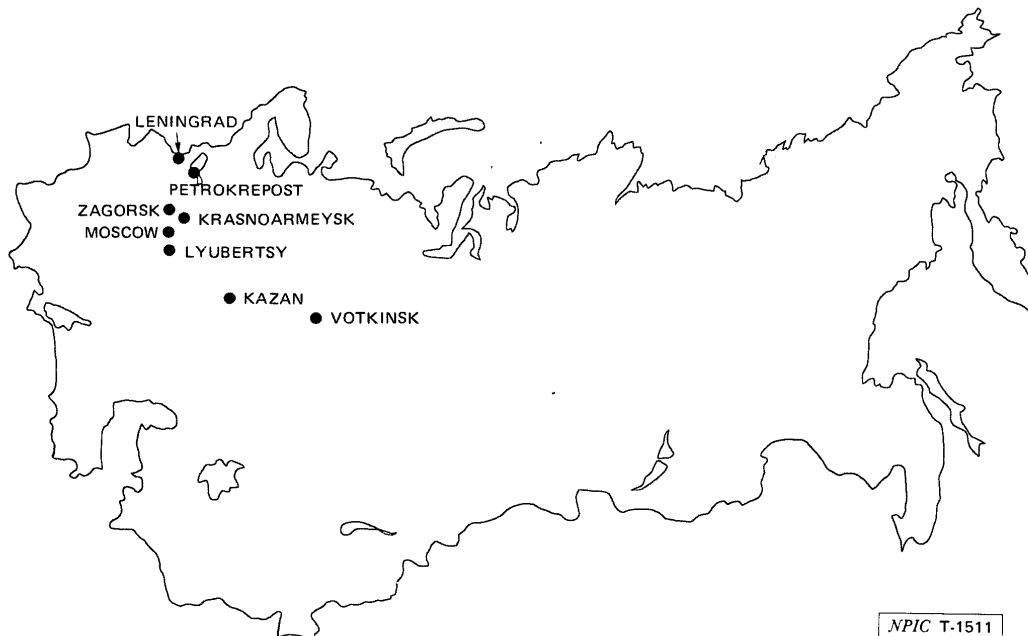 LENINGRAD
PETROKREPOST
ZAGORSK
KRASNOARMEYSK
MOSCOW
LYUBERTSY
KAZAN
VOTKINSK
NPIC T-1511